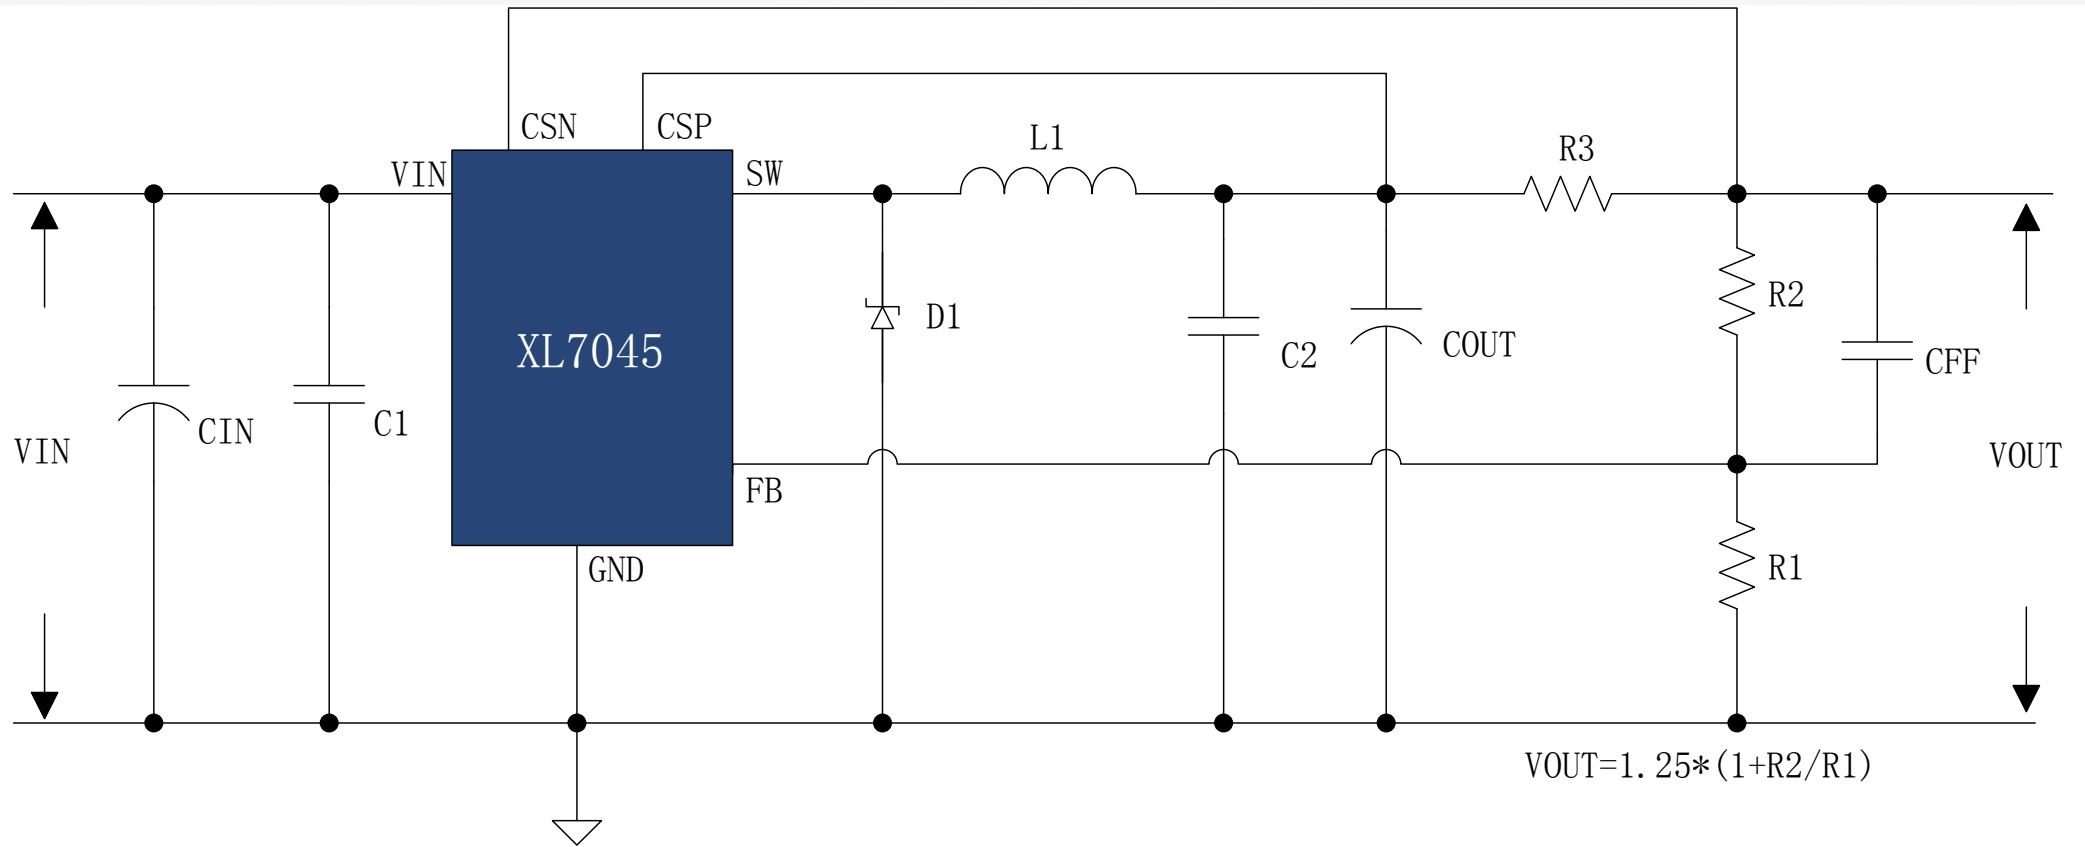 CSN
CSP
L1
R3
VIN
SW
R2
D1
XL7045
C2
COUT
CFF
CIN
C1
VIN
VOUT
FB
GND
R1
VOUT=1.25*(1+R2/R1)